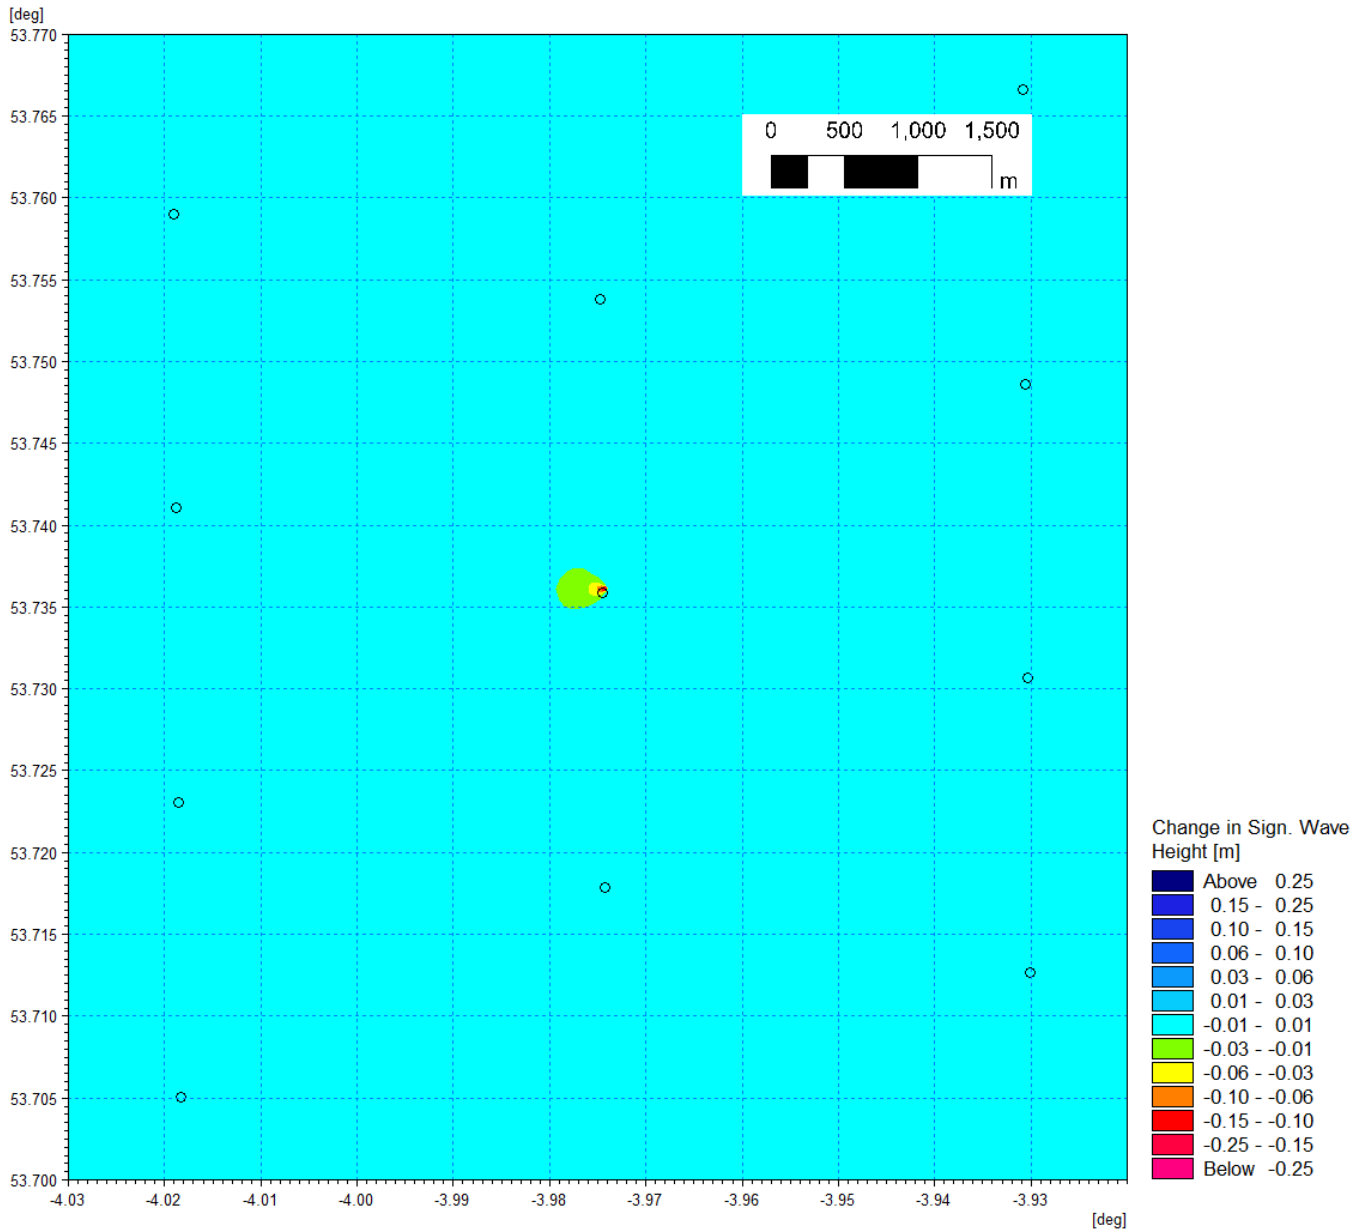 [deg]
53.770
53.765
53.760
53.755
53.750
53.745
53.740
53.735
53.730
53.725
53.720
53.715
53.710
53.705
53.700
0 500 1,000 1,500
m
Change in Sign. Wave
Height [m]
Above 0.25
0.15 - 0.25
0.10 - 0.15
0.06 - 0.10
0.03 - 0.06
0.01 - 0.03
-0.01 - 0.01
-0.03 - -0.01
-0.06 - -0.03
-0.10 - -0.06
-0.15 - -0.10
-0.25 - -0.15
Below -0.25
-4.03 -4.02 -4.01 -4.00 -3.99 -3.98 -3.97 -3.96 -3.95 -3.94 -3.93
[deg]